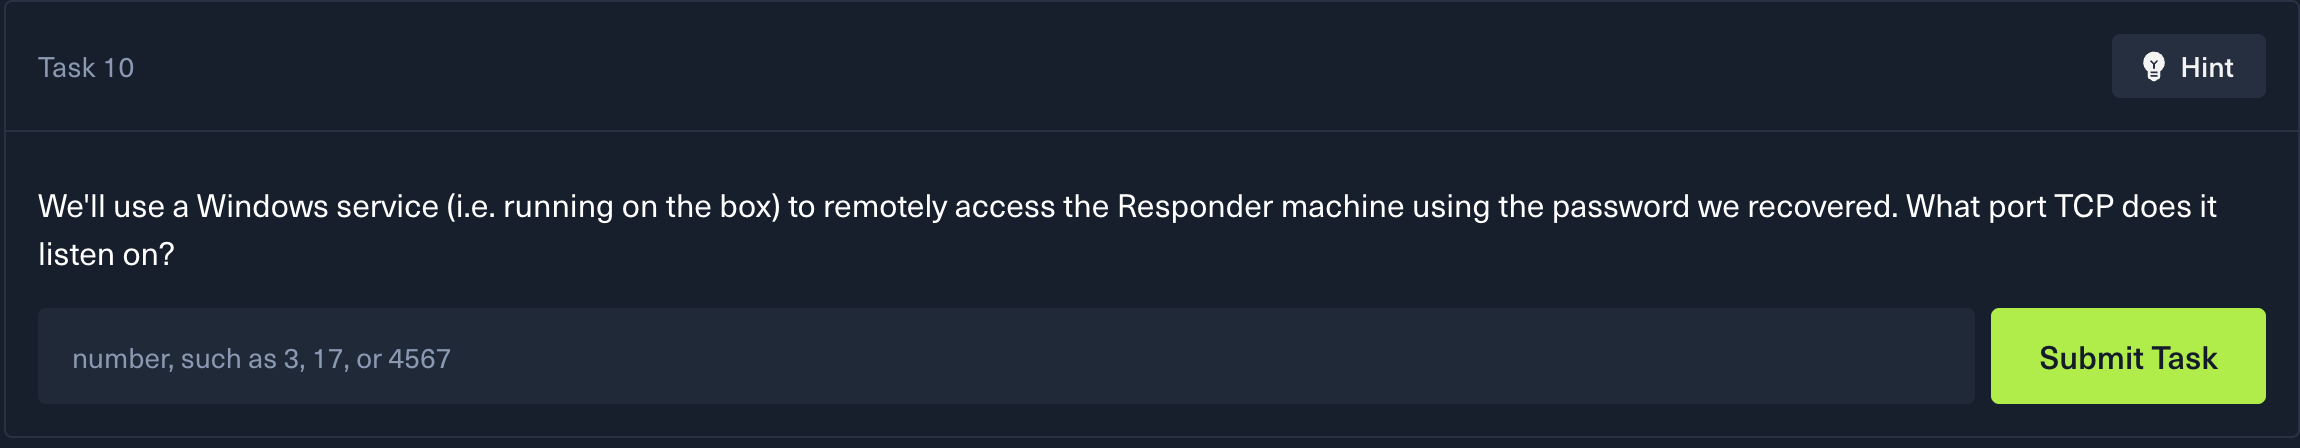 Task 10
Hint
We'll use a Windows service (i.e. running on the box) to remotely access the Responder machine using the password we recovered. What port TCP does it
listen on?
number, such as 3, 17, or 4567
Submit Task